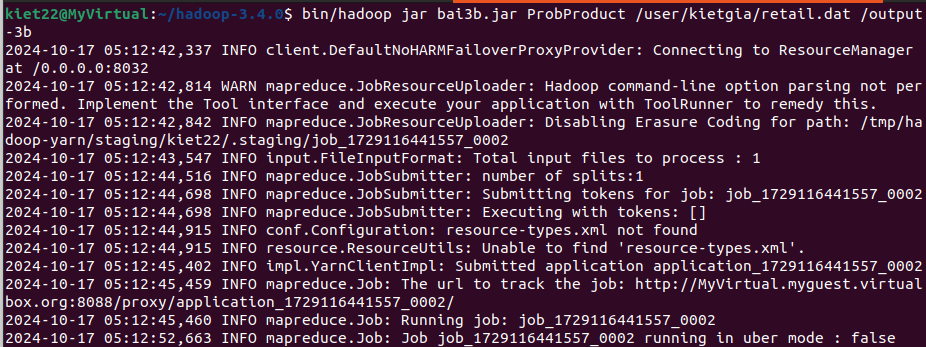 kiet22@MyVirtual:~/hadoop-3.4.0$ bin/hadoop jar bai3b.jar ProbProduct /user/kietgia/retail.dat /output
-3b
2024-10-17 05:12:42,337 INFO client.DefaultNoHARMFailoverProxyProvider: Connecting to ResourceManager
at /0.0.0.0:8032
2024-10-17 05:12:42,814 WARN mapreduce.JobResourceUploader: Hadoop command-line option parsing not per
formed. Implement the Tool interface and execute your application with ToolRunner to remedy this.
2024-10-17 05:12:42,842 INFO mapreduce.JobResourceUploader: Disabling Erasure Coding for path: /tmp/ha
doop-yarn/staging/kiet22/.staging/job_1729116441557_0002
2024-10-17 05:12:43,547 INFO input.FileInputFormat: Total input files to process : 1
2024-10-17 05:12:44,516 INFO mapreduce.JobSubmitter: number of splits:1
2024-10-17 05:12:44,698 INFO mapreduce.JobSubmitter: Submitting tokens for job: job_1729116441557_0002
2024-10-17 05:12:44,698 INFO mapreduce.JobSubmitter: Executing with tokens: []
2024-10-17 05:12:44,915 INFO conf.Configuration: resource-types.xml not found
2024-10-17 05:12:44,915 INFO resource.ResourceUtils: Unable to find 'resource-types.xml'.
2024-10-17 05:12:45,402 INFO impl.YarnClientImpl: Submitted application application_1729116441557_0002
2024-10-17 05:12:45,459 INFO mapreduce.Job: The url to track the job: http://MyVirtual.myguest.virtual
box.org:8088/proxy/application_1729116441557_0002/
2024-10-17 05:12:45,460 INFO mapreduce.Job: Running job: job_1729116441557_0002
2024-10-17 05:12:52,663 INFO mapreduce.Job: Job job_1729116441557_0002 running in uber mode : false